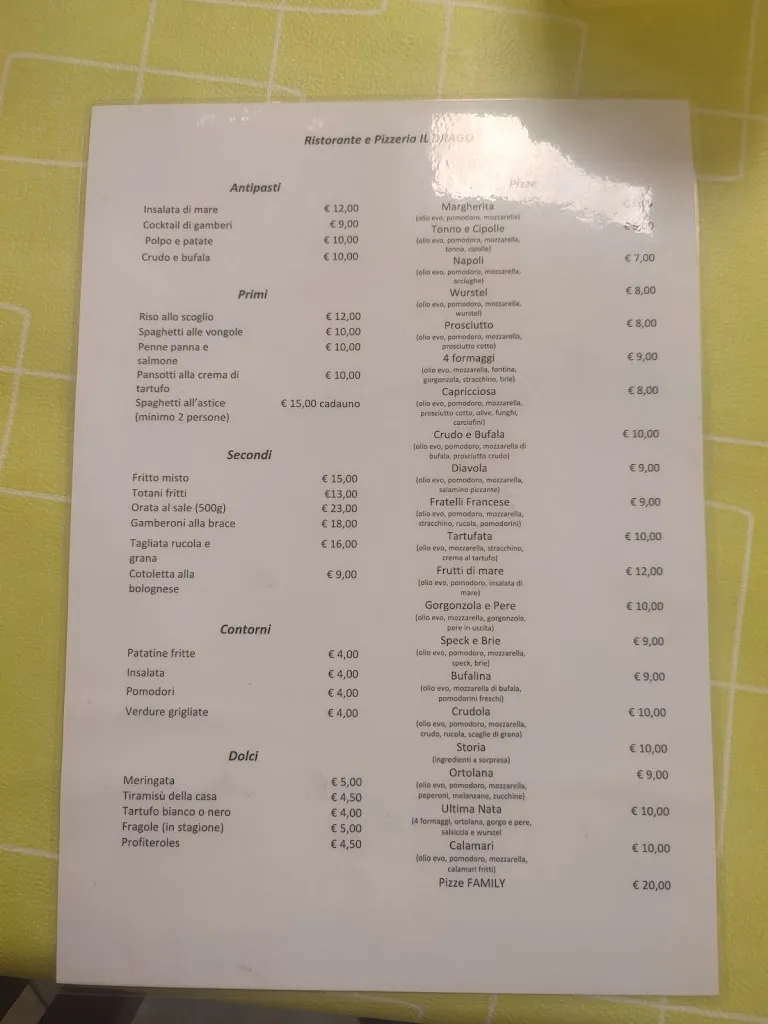 Ristorante e Pizzeria IL DRAGO
Antipasti
Insalata di mare € 12,00
Cocktail di gamberi € 9,00
Polpo e patate € 10,00
Crudo e bufala € 10,00
Primi
Riso allo scoglio € 12,00
Spaghetti alle vongole € 10,00
Penne panna e € 10,00
salmone
Pansotti alla crema di € 10,00
tartufo
Spaghetti all'astice € 15,00 cadauno
(minimo 2 persone)
Secondi
Fritto misto € 15,00
Totani fritti €13,00
Orata al sale (500g) € 23,00
Gamberoni alla brace € 18,00
Tagliata rucola e € 16,00
grana
Cotoletta alla € 9,00
bolognese
Contorni
Patatine fritte € 4,00
Insalata € 4,00
Pomodori € 4,00
Verdure grigliate € 4,00
Dolci
Meringata € 5,00
Tiramisù della casa € 4,50
Tartufo bianco o nero € 4,00
Fragole (in stagione) € 5,00
Profiteroles € 4,50
Pizze
Margherita
(olio evo, pomodoro, mozzarella)
Tonno e Cipolle
(olio evo, pomodoro, mozzarella,
tonno, cipolle)
Napoli € 7,00
(olio evo, pomodoro, mozzarella,
acciughe)
Wurstel € 8,00
(olio evo, pomodoro, mozzarella,
wurstel)
Prosciutto € 8,00
(olio evo, pomodoro, mozzarella,
prosciutto cotto)
4 formaggi € 9,00
(olio evo, mozzarella, fontina,
gorgonzola, stracchino, brie)
Capricciosa € 8,00
(olio evo, pomodoro, mozzarella,
prosciutto cotto, olive, funghi,
carciofini)
Crudo e Bufala € 10,00
(olio evo, pomodoro, mozzarella di
bufala, prosciutto crudo)
Diavola € 9,00
(olio evo, pomodoro, mozzarella,
salamino piccante)
Fratelli Francese € 9,00
(olio evo, pomodoro, mozzarella,
stracchino, rucola, pomodorini)
Tartufata € 10,00
(olio evo, mozzarella, stracchino,
crema al tartufo)
Frutti di mare € 12,00
(olio evo, pomodoro, insalata di
mare)
Gorgonzola e Pere € 10,00
(olio evo, mozzarella, gorgonzola,
pere in uscita)
Speck e Brie € 9,00
(olio evo, pomodoro, mozzarella,
speck, brie)
Bufalina € 9,00
(olio evo, mozzarella di bufala,
pomodorini freschi)
Crudola € 10,00
(olio evo, pomodoro, mozzarella,
crudo, rucola, scaglie di grana)
Storia € 10,00
(ingredienti a sorpresa)
Ortolana € 9,00
(olio evo, pomodoro, mozzarella,
peperoni, melanzane, zucchine)
Ultima Nata € 10,00
(4 formaggi, ortolana, gorgo e pere,
salsiccia e wurstel
Calamari € 10,00
(olio evo, pomodoro, mozzarella,
calamari fritti)
Pizze FAMILY € 20,00